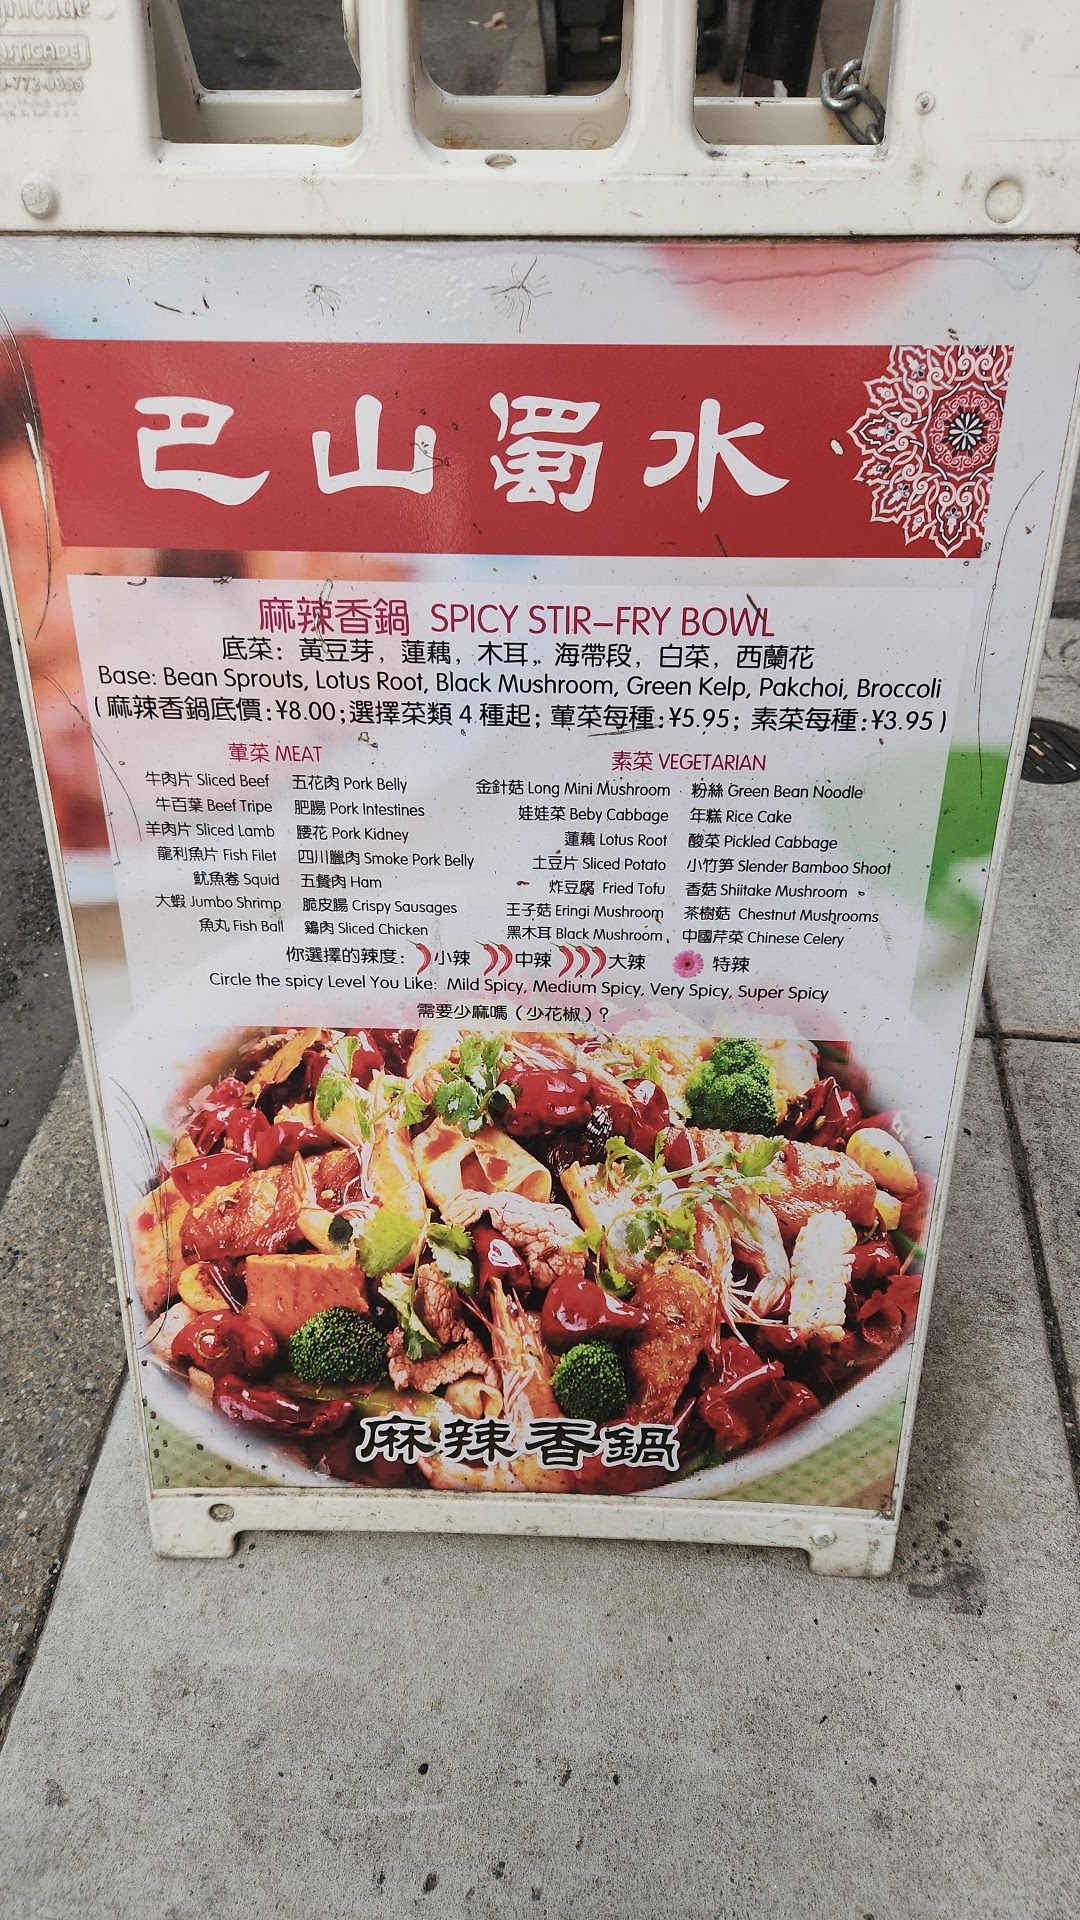 巴山蜀水
麻辣香鍋 SPICY STIR-FRY BOWL
底菜: 黃豆芽, 蓮藕, 木耳, 海帶段, 白菜, 西蘭花
Base: Bean Sprouts, Lotus Root, Black Mushroom, Green Kelp, Pakchoi, Broccoli
(麻辣香鍋底價:¥8.00;選擇菜類 4 種起; 葷菜每種:¥5.95; 素菜每種:¥3.95)
葷菜 MEAT
牛肉片 Sliced Beef 五花肉 Pork Belly
牛百葉 Beef Tripe 肥腸 Pork Intestines
羊肉片 Sliced Lamb 腰花 Pork Kidney
龍利魚片 Fish Filet 四川臘肉 Smoke Pork Belly
魷魚卷 Squid 五餐肉 Ham
大蝦 Jumbo Shrimp 脆皮腸 Crispy Sausages
魚丸 Fish Ball 鷄肉 Sliced Chicken
素菜 VEGETARIAN
金針菇 Long Mini Mushroom 粉絲 Green Bean Noodle
娃娃菜 Beby Cabbage 年糕 Rice Cake
蓮藕 Lotus Root 酸菜 Pickled Cabbage
土豆片 Sliced Potato 小竹笋 Slender Bamboo Shoot
炸豆腐 Fried Tofu 香菇 Shiitake Mushroom
王子菇 Eringi Mushroom 茶樹菇 Chestnut Mushrooms
黑木耳 Black Mushroom 中國芹菜 Chinese Celery
你選擇的辣度: 小辣 中辣 大辣 特辣
Circle the spicy Level You Like: Mild Spicy, Medium Spicy, Very Spicy, Super Spicy
需要少麻嗎（少花椒）?
麻辣香鍋